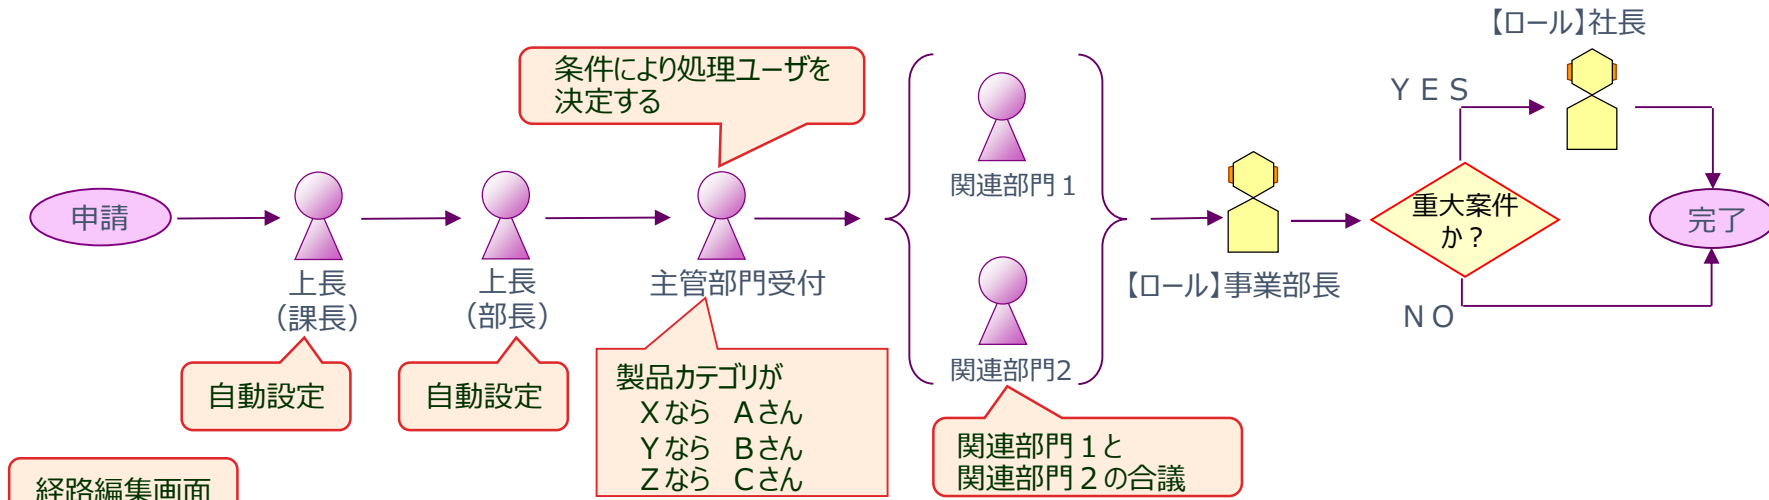 【ロール】社長
条件により処理ユーザを
決定する
ＹＥＳ
関連部門１
申請
重大案件
か？
完了
上長
（課長）
上長
（部長）
主管部門受付
【ロール】事業部長
ＮＯ
関連部門2
自動設定
自動設定
製品カテゴリが
Ｘなら　Ａさん
Ｙなら　Ｂさん
Ｚなら　Ｃさん
関連部門１と
関連部門２の合議
経路編集画面